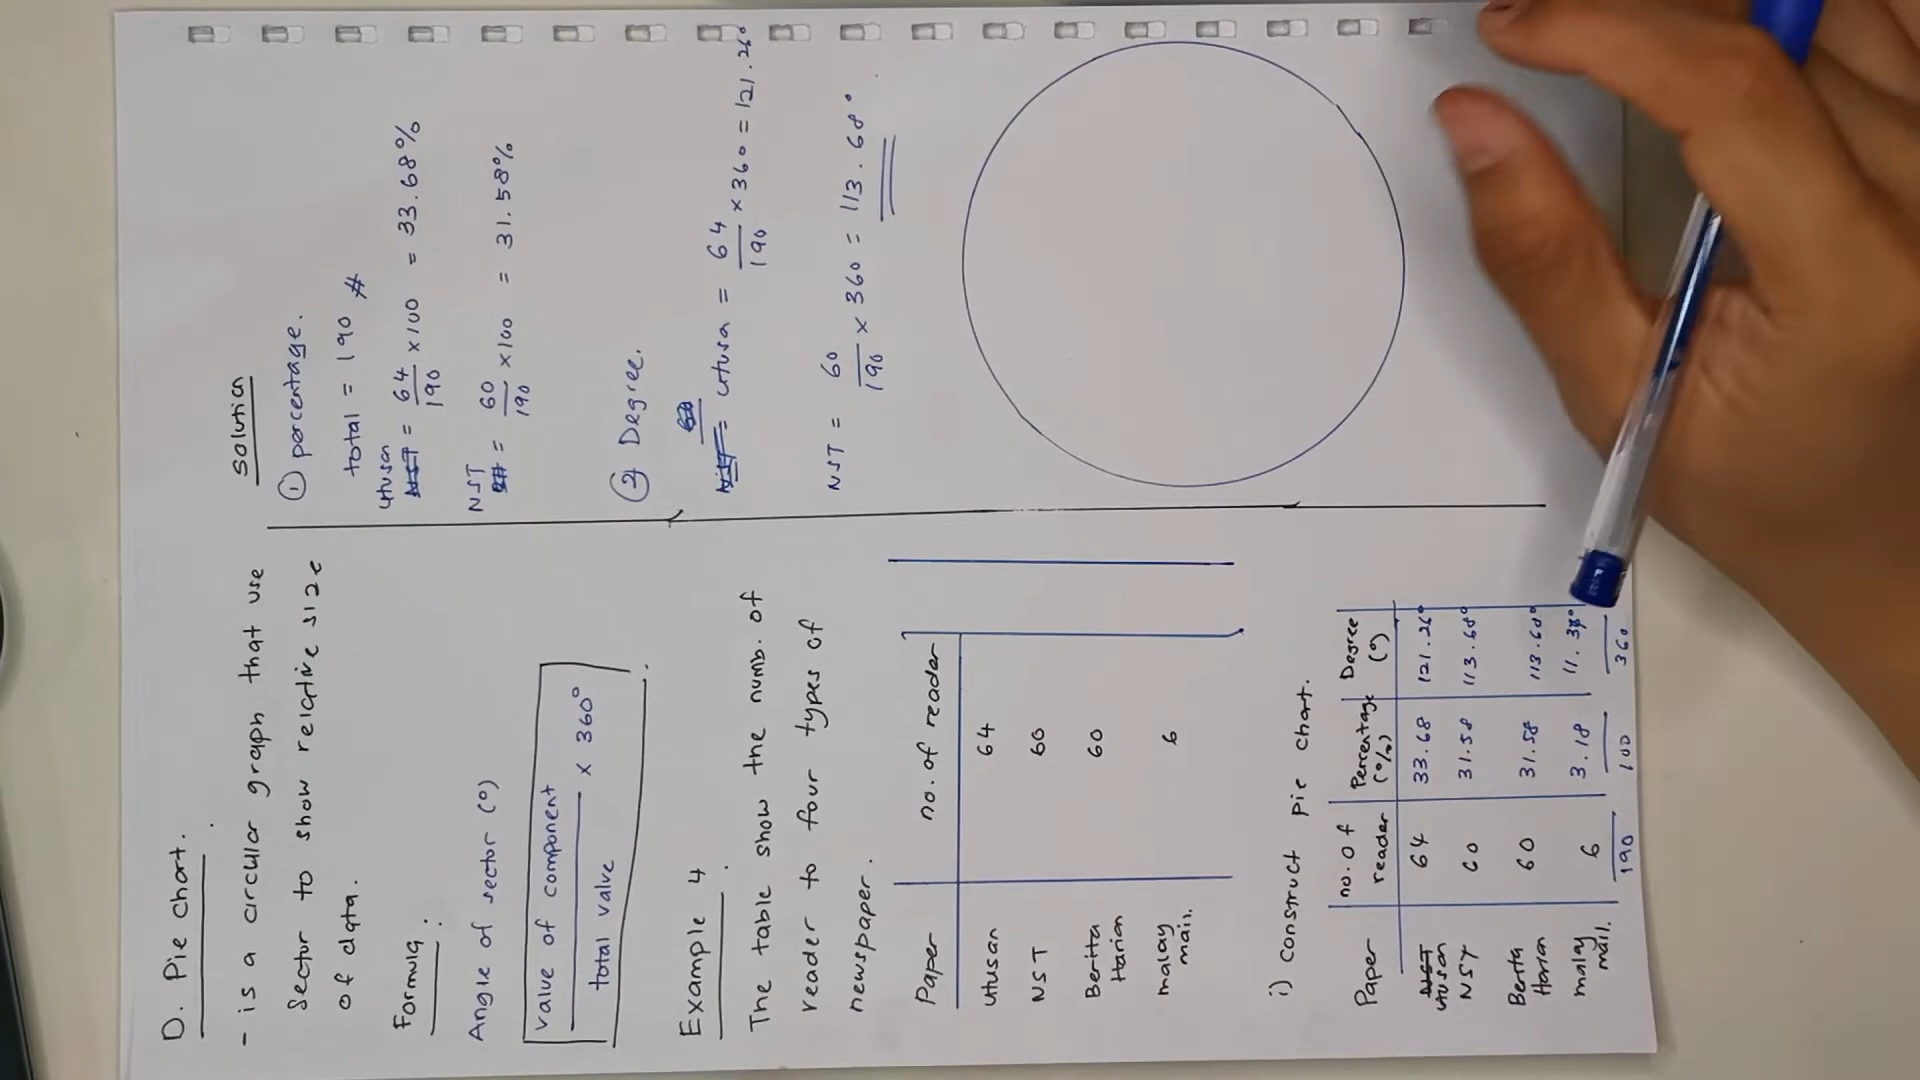 D. Pie chart.
- is a circular graph that use
sector to show relative size
of data.
Formula :
Angle of sector (°)
value of component
total value
× 360°
Example 4 :
The table show the numb. of
reader to four types of
newspaper.
Paper no. of reader
Utusan 64
NST 60
Berita Harian 60
malay mail. 6
i) construct pie chart.
Paper no. of reader Percentage (%) Degree (°)
utusan 64 33.68 121.26°
NST 60 31.58 113.68°
Berita Harian 60 31.58 113.68°
malay mail. 6 3.18 11.38°
190 100 360
Solution
① percentage.
total = 190 #
utusan = 64/190 × 100 = 33.68%
NST = 60/190 × 100 = 31.58%
② Degree.
utusa = 64/190 × 360 = 121.26°
NST = 60/190 × 360 = 113.68°